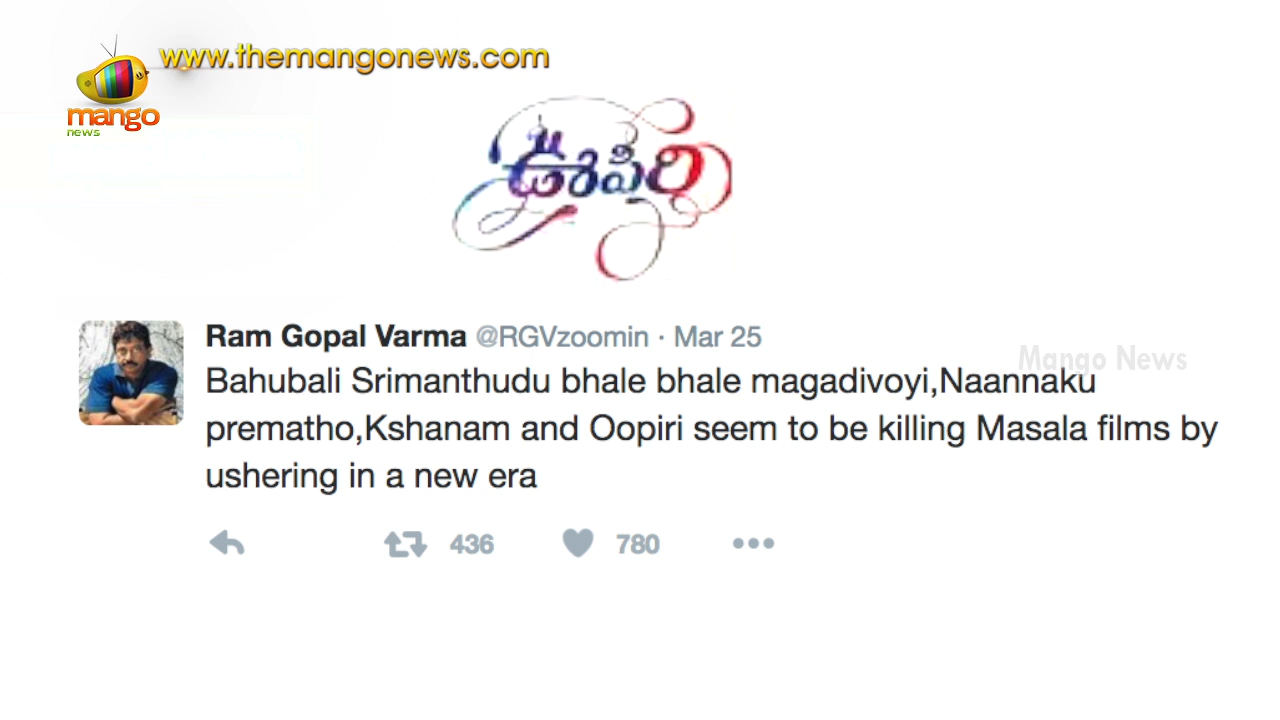 www.themangonews.com
mango
news
ఊపిరి
Ram Gopal Varma @RGVzoomin · Mar 25
Mango News
Bahubali Srimanthudu bhale bhale magadivoyi,Naannaku
prematho,Kshanam and Oopiri seem to be killing Masala films by
ushering in a new era
436 780